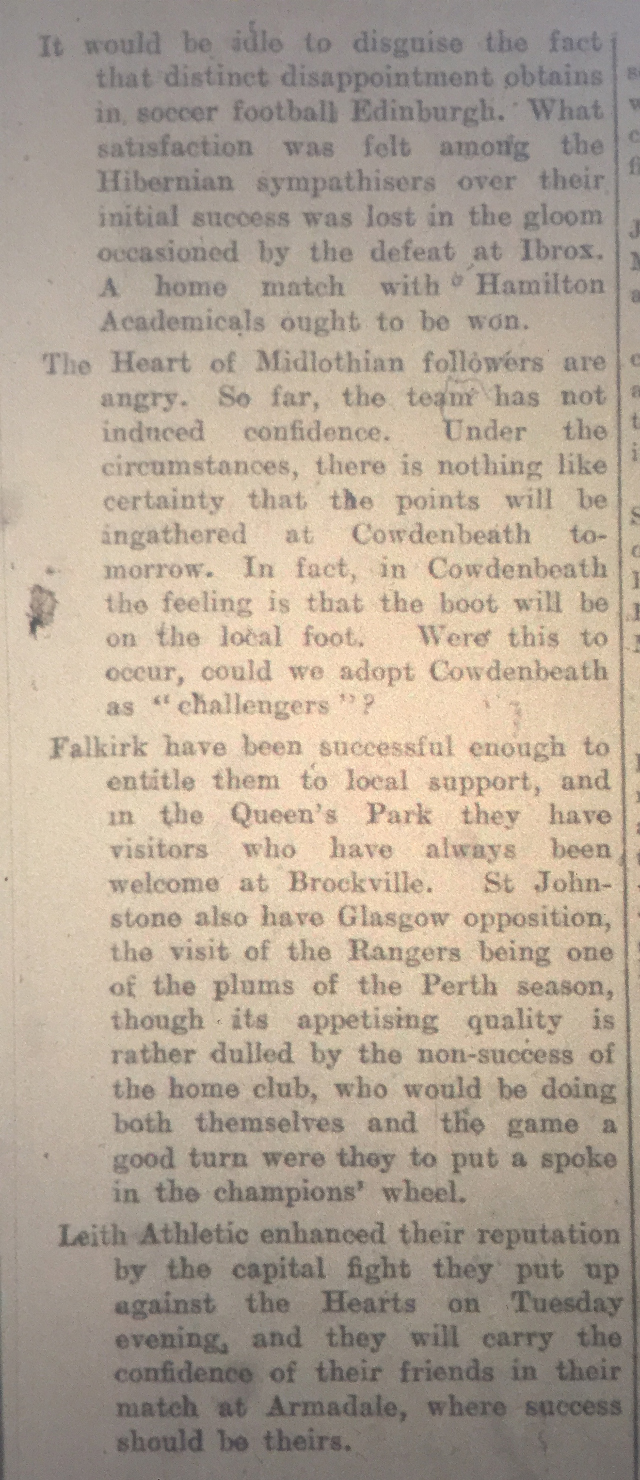 It would be idle to disguise the fact
that distinct disappointment obtains
in soccer football Edinburgh. What
satisfaction was felt among the
Hibernian sympathisers over their
initial success was lost in the gloom
occasioned by the defeat at Ibrox.
A home match with Hamilton
Academicals ought to be won.
The Heart of Midlothian followers are
angry. So far, the team has not
induced confidence. Under the
circumstances, there is nothing like
certainty that the points will be
ingathered at Cowdenbeath to-
morrow. In fact, in Cowdenbeath
the feeling is that the boot will be
on the local foot. Were this to
occur, could we adopt Cowdenbeath
as "challengers"?
Falkirk have been successful enough to
entitle them to local support, and
in the Queen's Park they have
visitors who have always been
welcome at Brockville. St John-
stone also have Glasgow opposition,
the visit of the Rangers being one
of the plums of the Perth season,
though its appetising quality is
rather dulled by the non-success of
the home club, who would be doing
both themselves and the game a
good turn were they to put a spoke
in the champions' wheel.
Leith Athletic enhanced their reputation
by the capital fight they put up
against the Hearts on Tuesday
evening, and they will carry the
confidence of their friends in their
match at Armadale, where success
should be theirs.